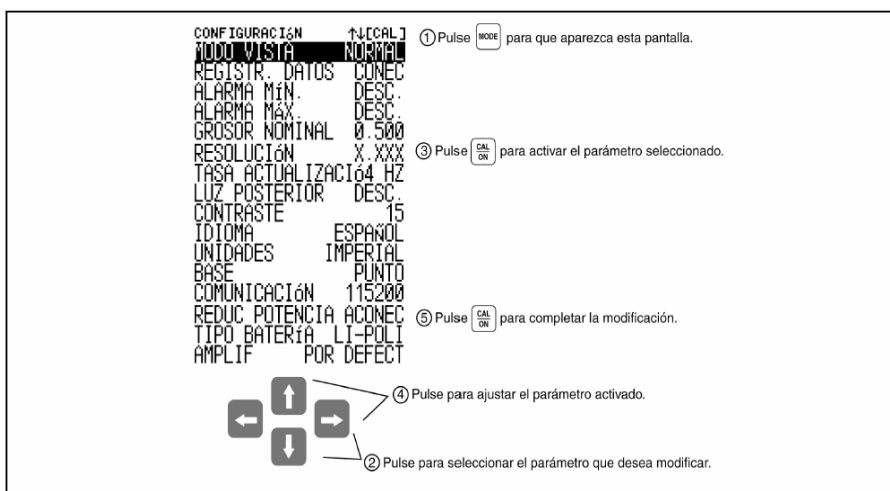 CONFIGURACIóN ↑↓[CAL]
MODO VISTA NORMAL
REGISTR. DATOS CONEC
ALARMA MíN. DESC.
ALARMA MáX. DESC.
GROSOR NOMINAL 0.500
RESOLUCIóN X.XXX
TASA ACTUALIZACIó4 HZ
LUZ POSTERIOR DESC.
CONTRASTE 15
IDIOMA ESPAñOL
UNIDADES IMPERIAL
BASE PUNTO
COMUNICACIóN 115200
REDUC POTENCIA ACONEC
TIPO BATERíA LI-POLI
AMPLIF POR DEFECT
① Pulse MODE para que aparezca esta pantalla.
③ Pulse CAL ON para activar el parámetro seleccionado.
⑤ Pulse CAL ON para completar la modificación.
④ Pulse para ajustar el parámetro activado.
② Pulse para seleccionar el parámetro que desea modificar.